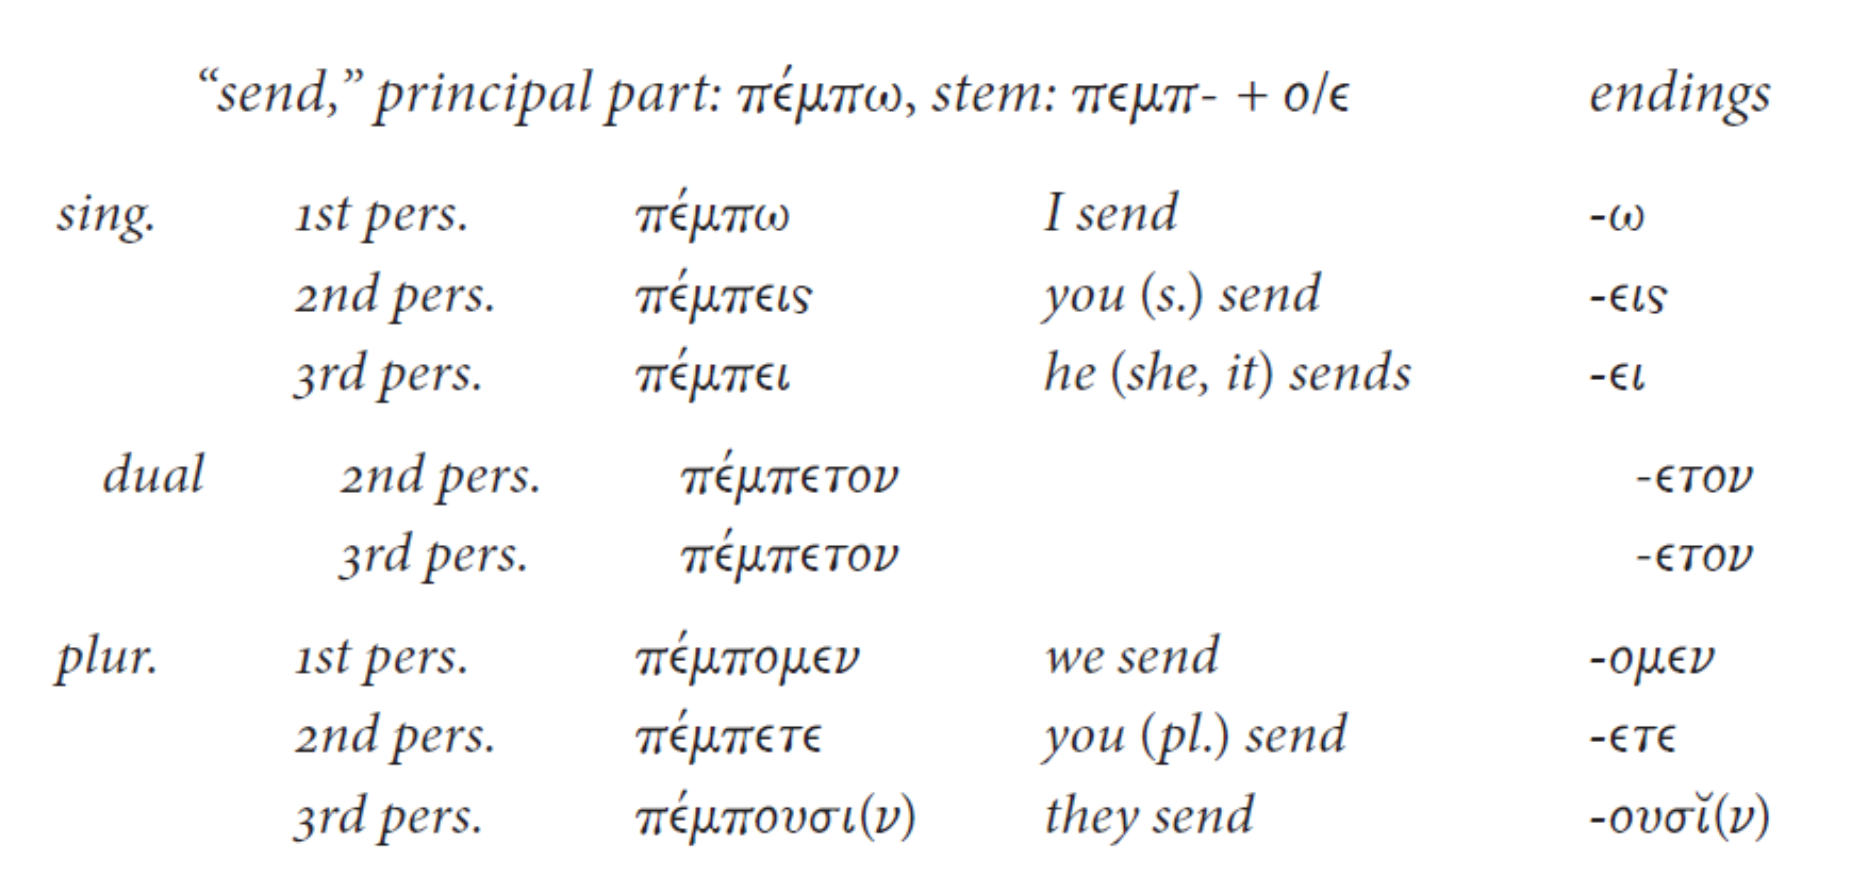 “send,” principal part: πέμπω, stem: πεμπ- + ο/ε endings
sing. 1st pers. πέμπω I send -ω
2nd pers. πέμπεις you (s.) send -εις
3rd pers. πέμπει he (she, it) sends -ει
dual 2nd pers. πέμπετον -ετον
3rd pers. πέμπετον -ετον
plur. 1st pers. πέμπομεν we send -ομεν
2nd pers. πέμπετε you (pl.) send -ετε
3rd pers. πέμπουσι(ν) they send -ουσῐ(ν)